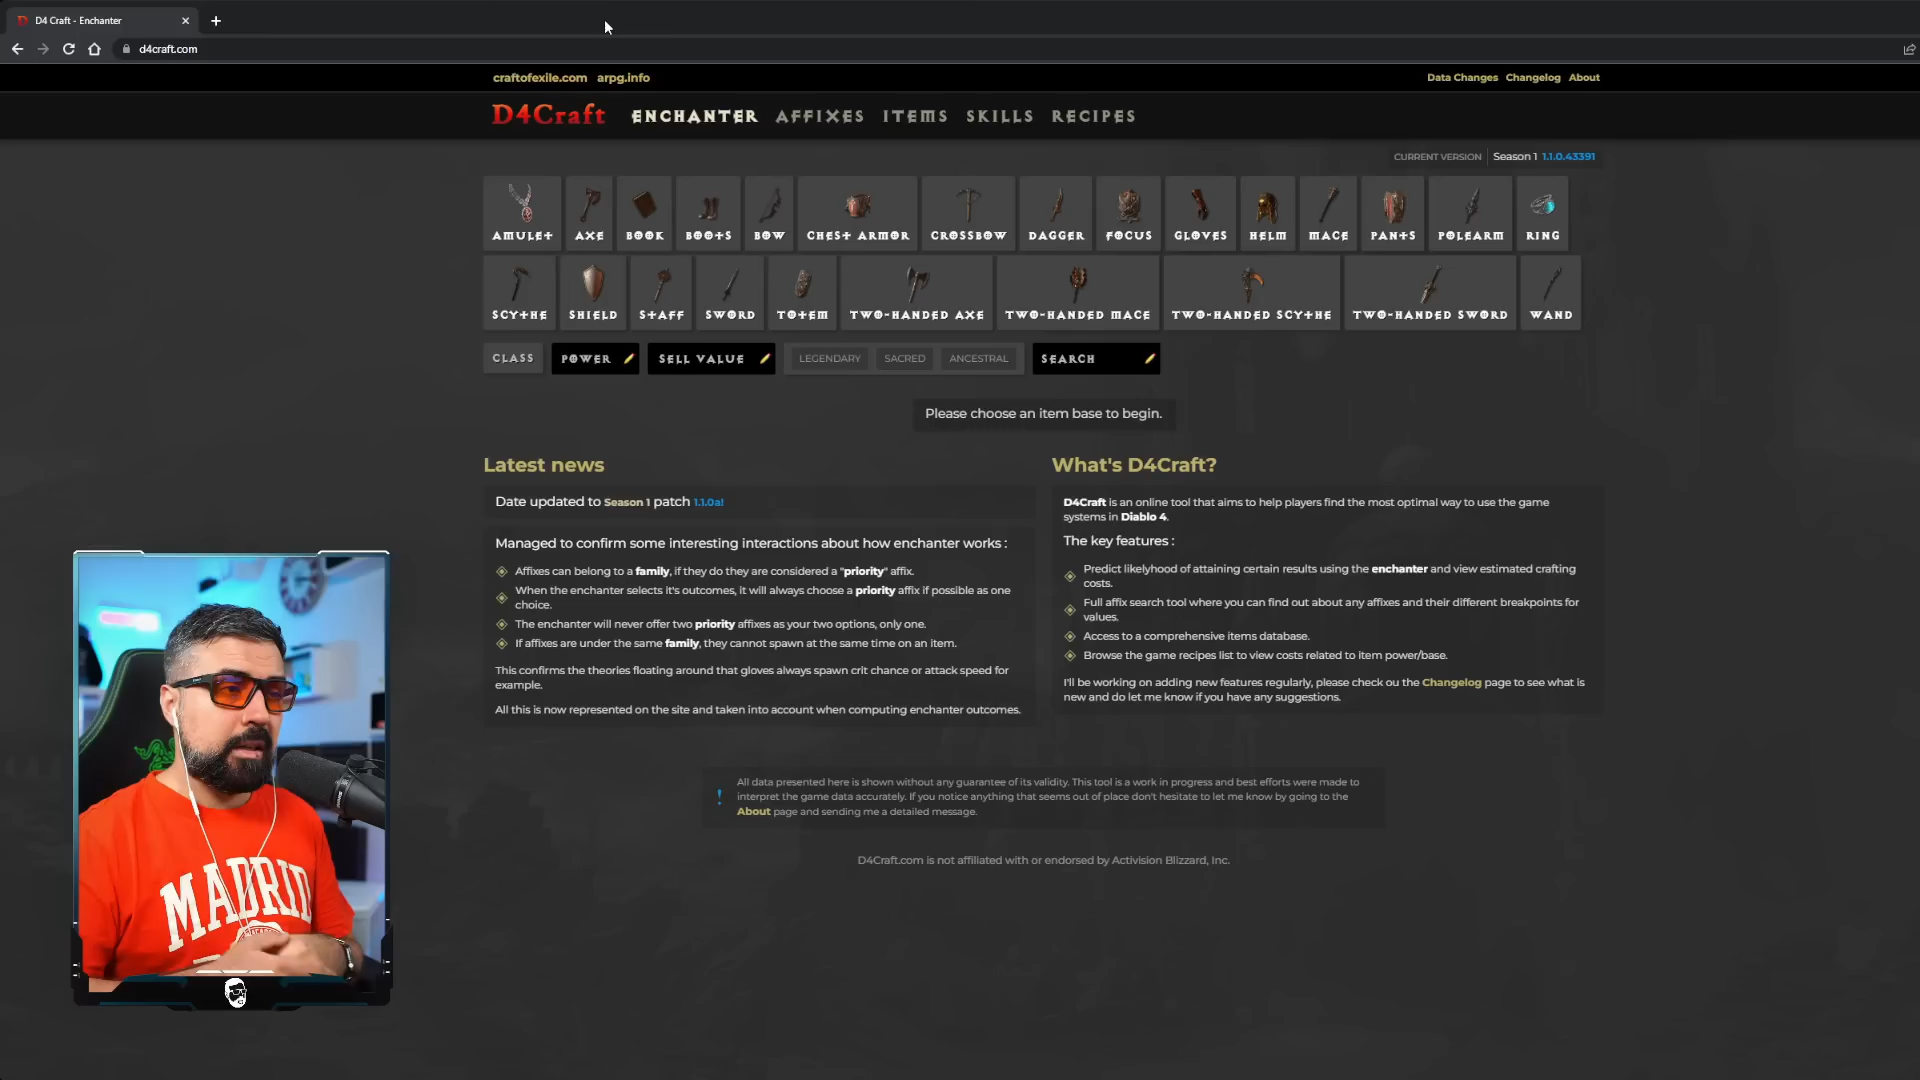 D4 Craft - Enchanter
d4craft.com
craftofexile.com arpg.info
Data Changes Changelog About
D4Craft ENCHANTER AFFIXES ITEMS SKILLS RECIPES
CURRENT VERSION Season 1 1.1.0.43391
AMULET AXE BOOK BOOTS BOW CHEST ARMOR CROSSBOW DAGGER FOCUS GLOVES HELM MACE PANTS POLEARM RING
SCYTHE SHIELD STAFF SWORD TOTEM TWO-HANDED AXE TWO-HANDED MACE TWO-HANDED SCYTHE TWO-HANDED SWORD WAND
CLASS POWER SELL VALUE LEGENDARY SACRED ANCESTRAL SEARCH
Please choose an item base to begin.
Latest news
Date updated to Season 1 patch 1.1.0a!
Managed to confirm some interesting interactions about how enchanter works :
Affixes can belong to a family, if they do they are considered a "priority" affix.
When the enchanter selects it's outcomes, it will always choose a priority affix if possible as one
choice.
The enchanter will never offer two priority affixes as your two options, only one.
If affixes are under the same family, they cannot spawn at the same time on an item.
This confirms the theories floating around that gloves always spawn crit chance or attack speed for
example.
All this is now represented on the site and taken into account when computing enchanter outcomes.
What's D4Craft?
D4Craft is an online tool that aims to help players find the most optimal way to use the game
systems in Diablo 4.
The key features :
Predict likelyhood of attaining certain results using the enchanter and view estimated crafting
costs.
Full affix search tool where you can find out about any affixes and their different breakpoints for
values.
Access to a comprehensive items database.
Browse the game recipes list to view costs related to item power/base.
I'll be working on adding new features regularly, please check ou the Changelog page to see what is
new and do let me know if you have any suggestions.
All data presented here is shown without any guarantee of its validity. This tool is a work in progress and best efforts were made to
interpret the game data accurately. If you notice anything that seems out of place don't hesitate to let me know by going to the
About page and sending me a detailed message.
D4Craft.com is not affiliated with or endorsed by Activision Blizzard, Inc.
MADRID